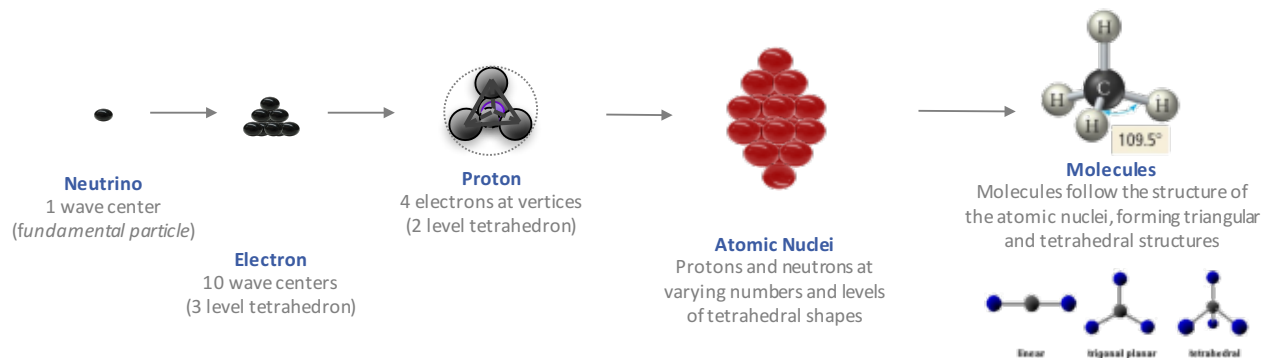 Neutrino
1 wave center
(fundamental particle)
Electron
10 wave centers
(3 level tetrahedron)
Proton
4 electrons at vertices
(2 level tetrahedron)
Atomic Nuclei
Protons and neutrons at
varying numbers and levels
of tetrahedral shapes
H
C
H
H
H
109.5°
Molecules
Molecules follow the structure of
the atomic nuclei, forming triangular
and tetrahedral structures
linear
trigonal planar
tetrahedral